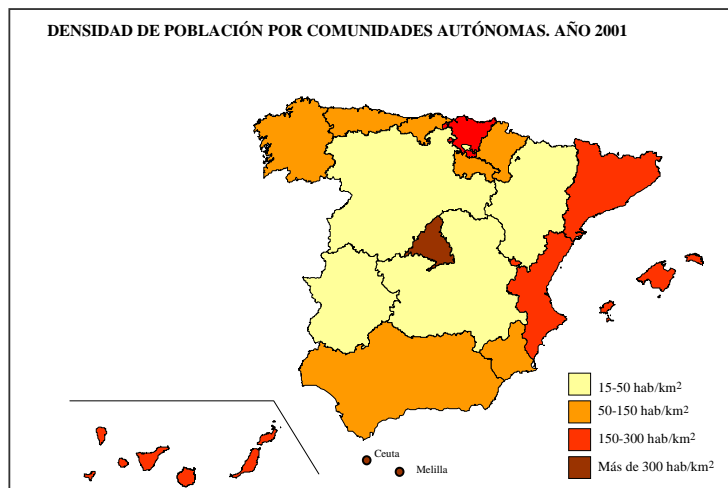 DENSIDAD DE POBLACIÓN POR COMUNIDADES AUTÓNOMAS. AÑO 2001
15-50 hab/km²
50-150 hab/km²
150-300 hab/km²
Más de 300 hab/km²
Ceuta
Melilla